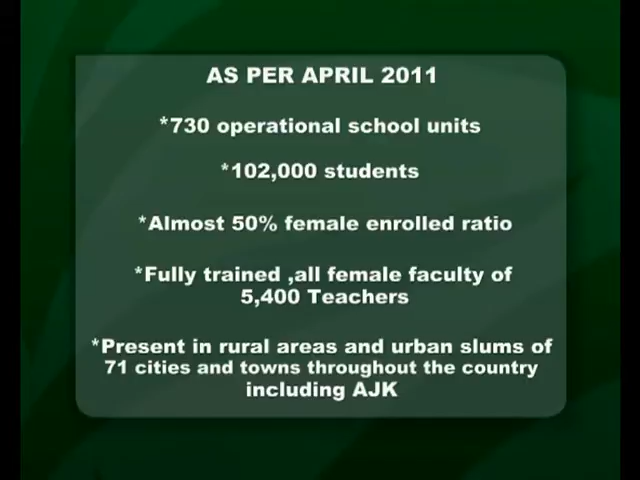 AS PER APRIL 2011
*730 operational school units
*102,000 students
*Almost 50% female enrolled ratio
*Fully trained ,all female faculty of
5,400 Teachers
*Present in rural areas and urban slums of
71 cities and towns throughout the country
including AJK